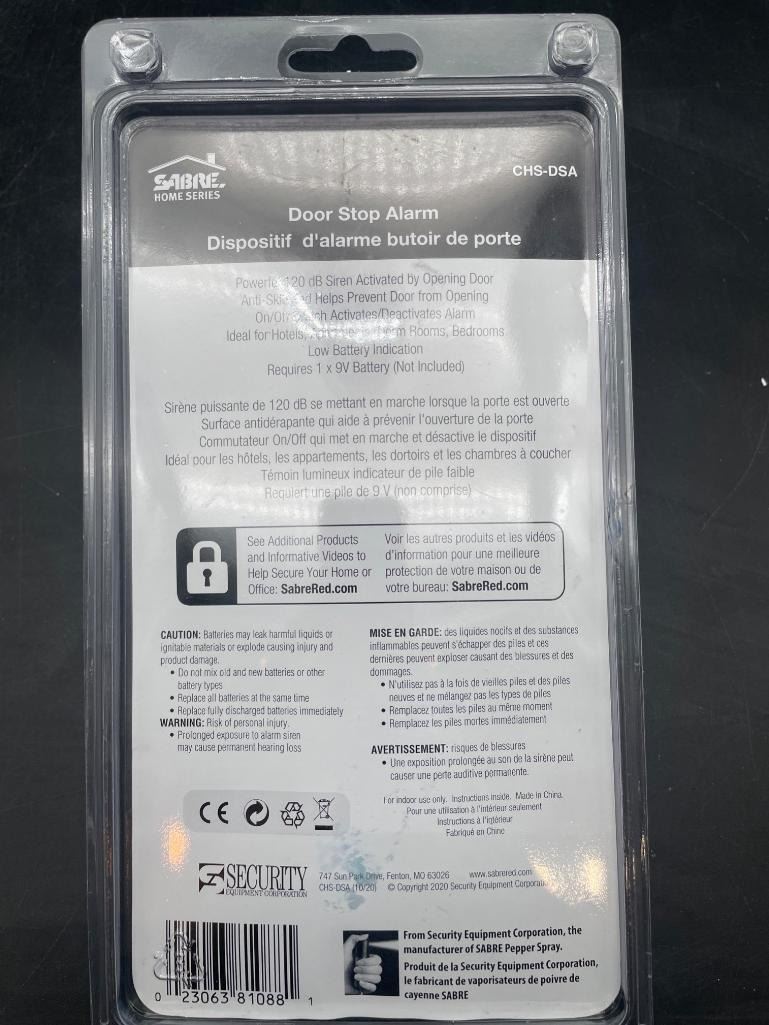 SABRE.
HOME SERIES
CHS-DSA
Door Stop Alarm
Dispositif d'alarme butoir de porte
120 dB Siren Activated by Opening Door
Helps Prevent Door from Opening
Activates/Deactivates Alarm
Ideal for Hotels, Rooms, Bedrooms
Low Battery Indication
Requires 1 x 9V Battery (Not Included)
Sirène puissante de 120 dB se mettant en marche lorsque la porte est ouverte
Surface antidérapante qui aide à prévenir l'ouverture de la porte
Commutateur On/Off qui met en marche et désactive le dispositif
Idéal pour les hôtels, les appartements, les dortoirs et les chambres à coucher
Témoin lumineux indicateur de pile faible
Requiert une pile de 9 V (non comprise)
See Additional Products
and Informative Videos to
Help Secure Your Home or
Office: SabreRed.com
Voir les autres produits et les vidéos
d'information pour une meilleure
protection de votre maison ou de
votre bureau: SabreRed.com
CAUTION: Batteries may leak harmful liquids or
ignitable materials or explode causing injury and
product damage.
• Do not mix old and new batteries or other
battery types
• Replace all batteries at the same time
• Replace fully discharged batteries immediately
WARNING: Risk of personal injury.
• Prolonged exposure to alarm siren
may cause permanent hearing loss
MISE EN GARDE: des liquides nocifs et des substances
inflammables peuvent s'échapper des piles et ces
dernières peuvent exploser causant des blessures et des
dommages.
• N'utilisez pas à la fois de vieilles piles et des piles
neuves et ne mélangez pas les types de piles
• Remplacez toutes les piles au même moment
• Remplacez les piles mortes immédiatement
AVERTISSEMENT: risques de blessures
• Une exposition prolongée au son de la sirène peut
causer une perte auditive permanente.
For indoor use only. Instructions inside. Made in China.
Pour une utilisation à l'intérieur seulement
Instructions à l'intérieur
Fabriqué en Chine
CE
SECURITY
EQUIPMENT CORPORATION
747 Sun Park Drive, Fenton, MO 63026 www.sabrered.com
CHS-DSA (10/20) © Copyright 2020 Security Equipment
0 23063 81088 1
From Security Equipment Corporation, the
manufacturer of SABRE Pepper Spray.
Produit de la Security Equipment Corporation,
le fabricant de vaporisateurs de poivre de
cayenne SABRE